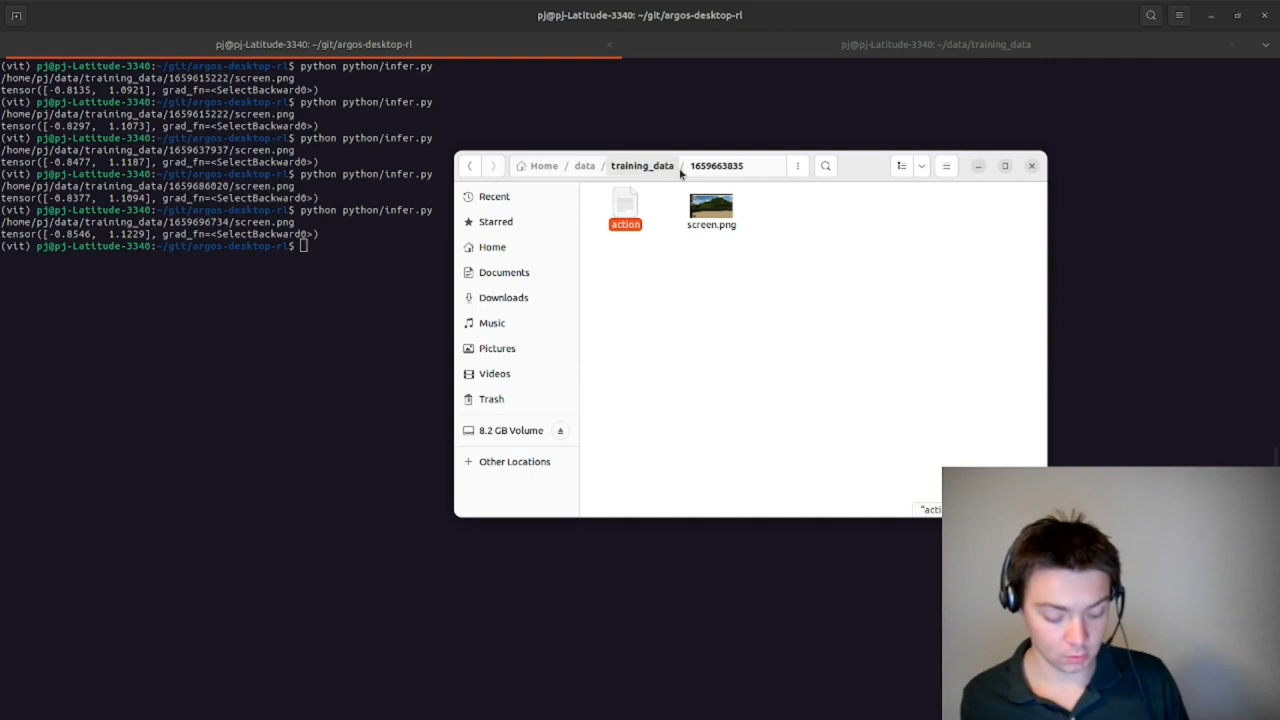 pj@pj-Latitude-3340: ~/git/argos-desktop-rl
pj@pj-Latitude-3340: ~/git/argos-desktop-rl
pj@pj-Latitude-3340: ~/data/training_data
(vit) pj@pj-Latitude-3340:~/git/argos-desktop-rl$ python python/infer.py
/home/pj/data/training_data/1659615222/screen.png
tensor([-0.8135,  1.0921], grad_fn=<SelectBackward0>)
(vit) pj@pj-Latitude-3340:~/git/argos-desktop-rl$ python python/infer.py
/home/pj/data/training_data/1659615222/screen.png
tensor([-0.8297,  1.1073], grad_fn=<SelectBackward0>)
(vit) pj@pj-Latitude-3340:~/git/argos-desktop-rl$ python python/infer.py
/home/pj/data/training_data/1659637937/screen.png
tensor([-0.8477,  1.1187], grad_fn=<SelectBackward0>)
(vit) pj@pj-Latitude-3340:~/git/argos-desktop-rl$ python python/infer.py
/home/pj/data/training_data/1659686020/screen.png
tensor([-0.8377,  1.1094], grad_fn=<SelectBackward0>)
(vit) pj@pj-Latitude-3340:~/git/argos-desktop-rl$ python python/infer.py
/home/pj/data/training_data/1659696734/screen.png
tensor([-0.8546,  1.1229], grad_fn=<SelectBackward0>)
(vit) pj@pj-Latitude-3340:~/git/argos-desktop-rl$
Home / data / training_data / 1659663835
Recent
Starred
Home
Documents
Downloads
Music
Pictures
Videos
Trash
8.2 GB Volume
+ Other Locations
action
screen.png
"acti